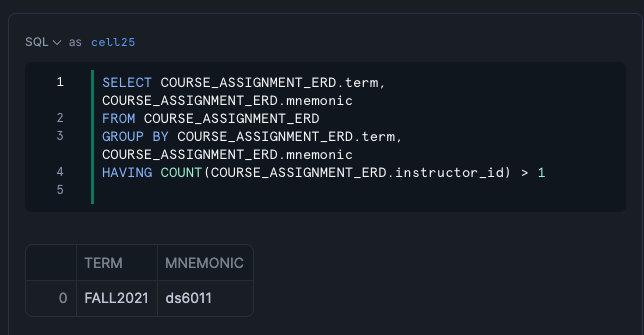 SQL as cell25
1 SELECT COURSE_ASSIGNMENT_ERD.term,
COURSE_ASSIGNMENT_ERD.mnemonic
2 FROM COURSE_ASSIGNMENT_ERD
3 GROUP BY COURSE_ASSIGNMENT_ERD.term,
COURSE_ASSIGNMENT_ERD.mnemonic
4 HAVING COUNT(COURSE_ASSIGNMENT_ERD.instructor_id) > 1
5
TERM MNEMONIC
0 FALL2021 ds6011